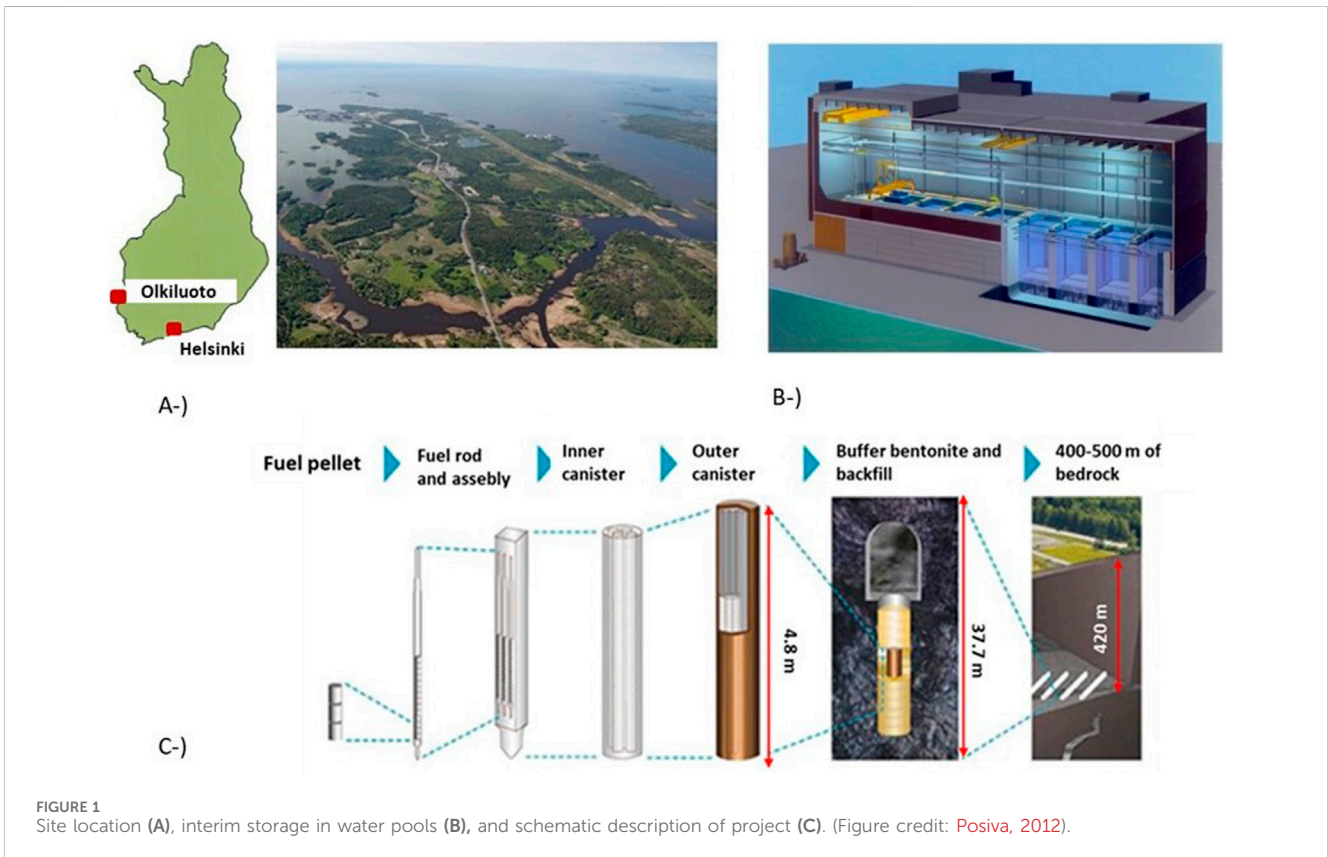 Olkiluoto
Helsinki
A-)
B-)
Fuel pellet
Fuel rod
and assebly
Inner
canister
Outer
canister
Buffer bentonite and
backfill
400-500 m of
bedrock
4.8 m
37.7 m
420 m
C-)
FIGURE 1
Site location (A), interim storage in water pools (B), and schematic description of project (C). (Figure credit: Posiva, 2012).